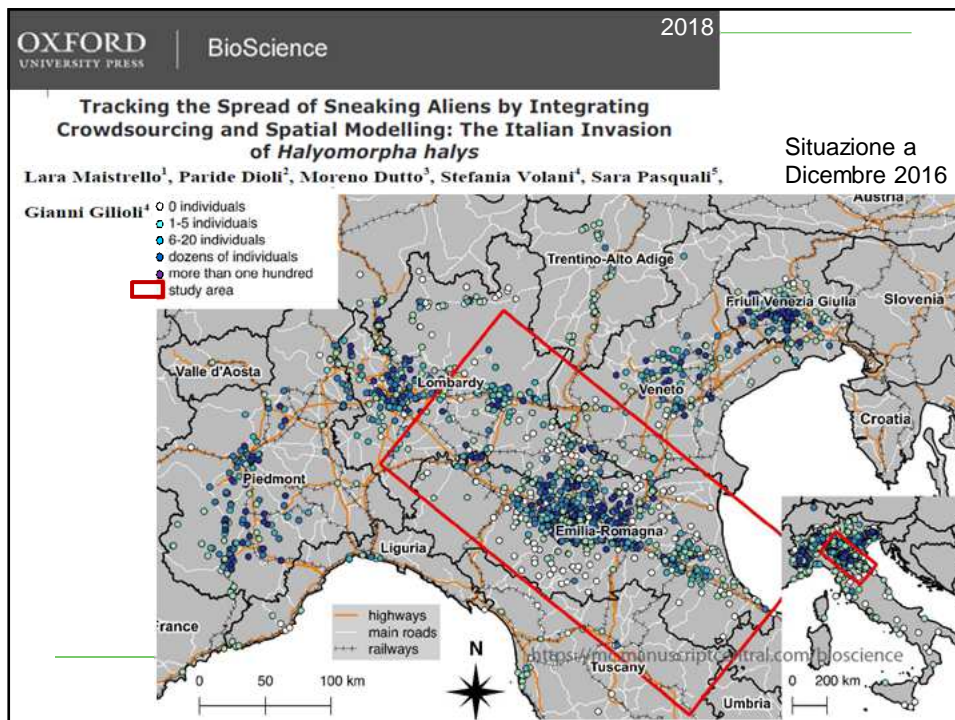 OXFORD
UNIVERSITY PRESS
BioScience
2018
Tracking the Spread of Sneaking Aliens by Integrating
Crowdsourcing and Spatial Modelling: The Italian Invasion
of Halyomorpha halys
Situazione a
Dicembre 2016
Lara Maistrello1, Paride Dioli2, Moreno Dutto3, Stefania Volani4, Sara Pasquali5,
Gianni Gilioli4
0 individuals
1-5 individuals
6-20 individuals
dozens of individuals
more than one hundred
study area
Austria
Trentino-Alto Adige
Friuli Venezia Giulia
Slovenia
Valle d'Aosta
Lombardy
Veneto
Croatia
Piedmont
Emilia-Romagna
Liguria
France
highways
main roads
railways
N
https://mc.manuscriptcentral.com/bioscience
Tuscany
Umbria
0 50 100 km
0 200 km